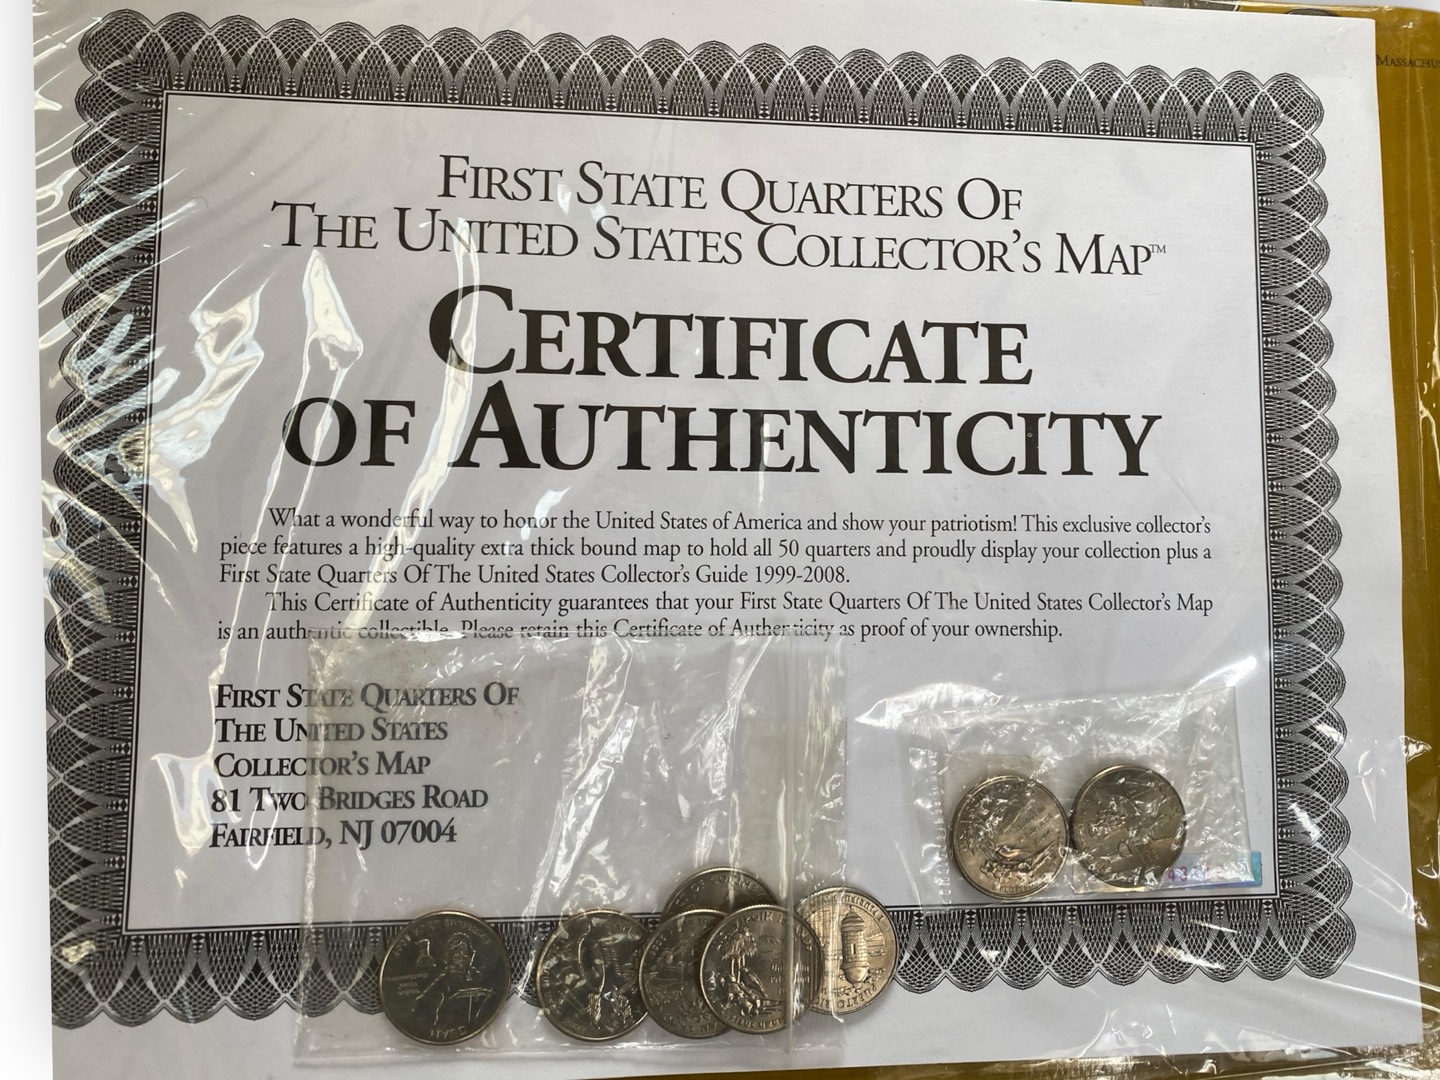 MASSACHU
FIRST STATE QUARTERS OF
THE UNITED STATES COLLECTOR'S MAP™
CERTIFICATE
OF AUTHENTICITY
What a wonderful way to honor the United States of America and show your patriotism! This exclusive collector's
piece features a high-quality extra thick bound map to hold all 50 quarters and proudly display your collection plus a
First State Quarters Of The United States Collector's Guide 1999-2008.
This Certificate of Authenticity guarantees that your First State Quarters Of The United States Collector's Map
is an authentic collectible. Please retain this Certificate of Authenticity as proof of your ownership.
FIRST STATE QUARTERS OF
THE UNITED STATES
COLLECTOR'S MAP
81 TWO BRIDGES ROAD
FAIRFIELD, NJ 07004
GUAM
PUERTO